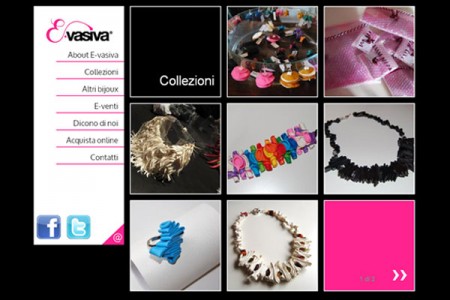 E-vasiva®
About E-vasiva
Collezioni
Altri bijoux
E-venti
Dicono di noi
Acquista online
Contatti
f
t
@
Collezioni
»